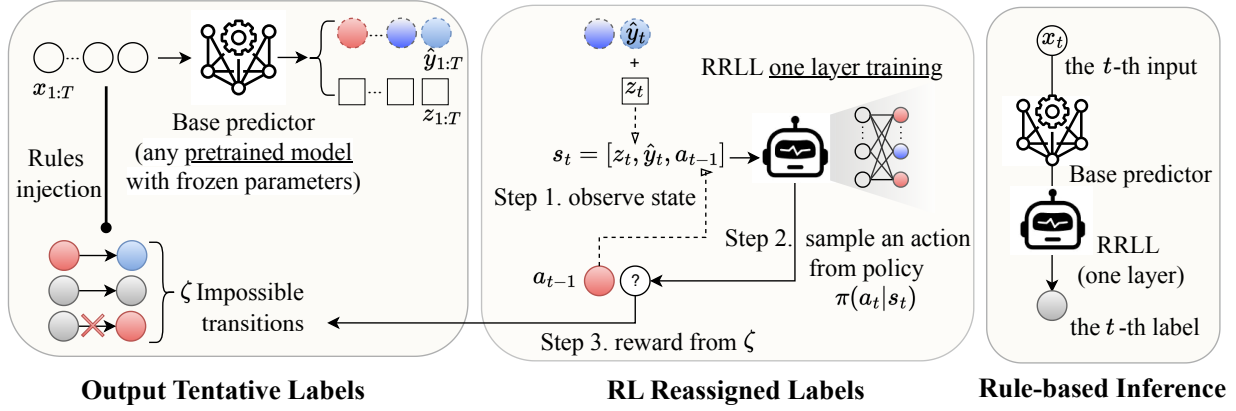 x_{1:T}
ŷ_{1:T}
z_{1:T}
Base predictor
(any pretrained model
with frozen parameters)
Rules
injection
ζ Impossible
transitions
Output Tentative Labels
ŷ_t
+
z_t
RRLL one layer training
s_t = [z_t, ŷ_t, a_{t−1}]
Step 1. observe state
Step 2. sample an action
from policy
π(a_t|s_t)
a_{t−1}
?
Step 3. reward from ζ
RL Reassigned Labels
x_t
the t-th input
Base predictor
RRLL
(one layer)
the t-th label
Rule-based Inference